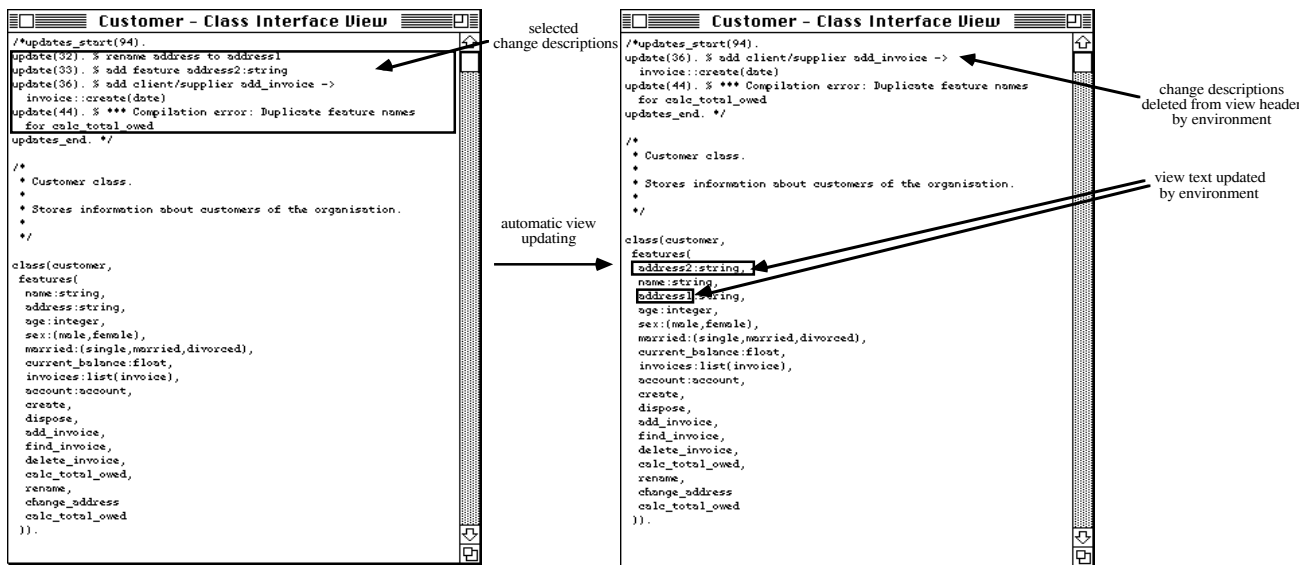 Customer – Class Interface View
/*updates_start(94).
update(32). % rename address to address1
update(33). % add feature address2:string
update(36). % add client/supplier add_invoice ->
invoice::create(date)
update(44). % *** Compilation error: Duplicate feature names
for calc_total_owed
updates_end. */
/*
* Customer class.
*
* Stores information about customers of the organisation.
*
*/
class(customer,
features(
name:string,
address:string,
age:integer,
sex:(male,female),
married:(single,married,divorced),
current_balance:float,
invoices:list(invoice),
account:account,
create,
dispose,
add_invoice,
find_invoice,
delete_invoice,
calc_total_owed,
rename,
change_address
calc_total_owed
)).
selected
change descriptions
automatic view
updating
Customer – Class Interface View
/*updates_start(94).
update(36). % add client/supplier add_invoice ->
invoice::create(date)
update(44). % *** Compilation error: Duplicate feature names
for calc_total_owed
updates_end. */
/*
* Customer class.
*
* Stores information about customers of the organisation.
*
*/
class(customer,
features(
address2:string,
name:string,
address1:string,
age:integer,
sex:(male,female),
married:(single,married,divorced),
current_balance:float,
invoices:list(invoice),
account:account,
create,
dispose,
add_invoice,
find_invoice,
delete_invoice,
calc_total_owed,
rename,
change_address
calc_total_owed
)).
change descriptions
deleted from view header
by environment
view text updated
by environment